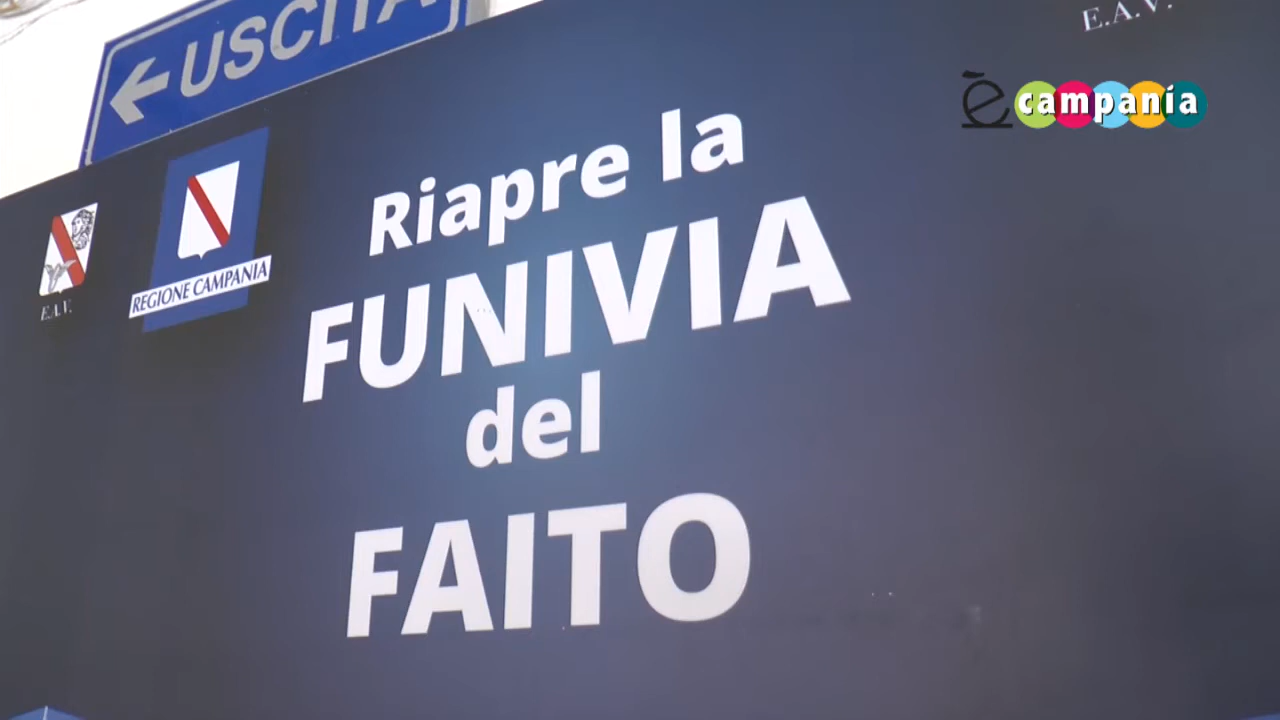 USCITA
E.A.V.
è campania
REGIONE CAMPANIA
E.A.V.
Riapre la
FUNIVIA
del
FAITO